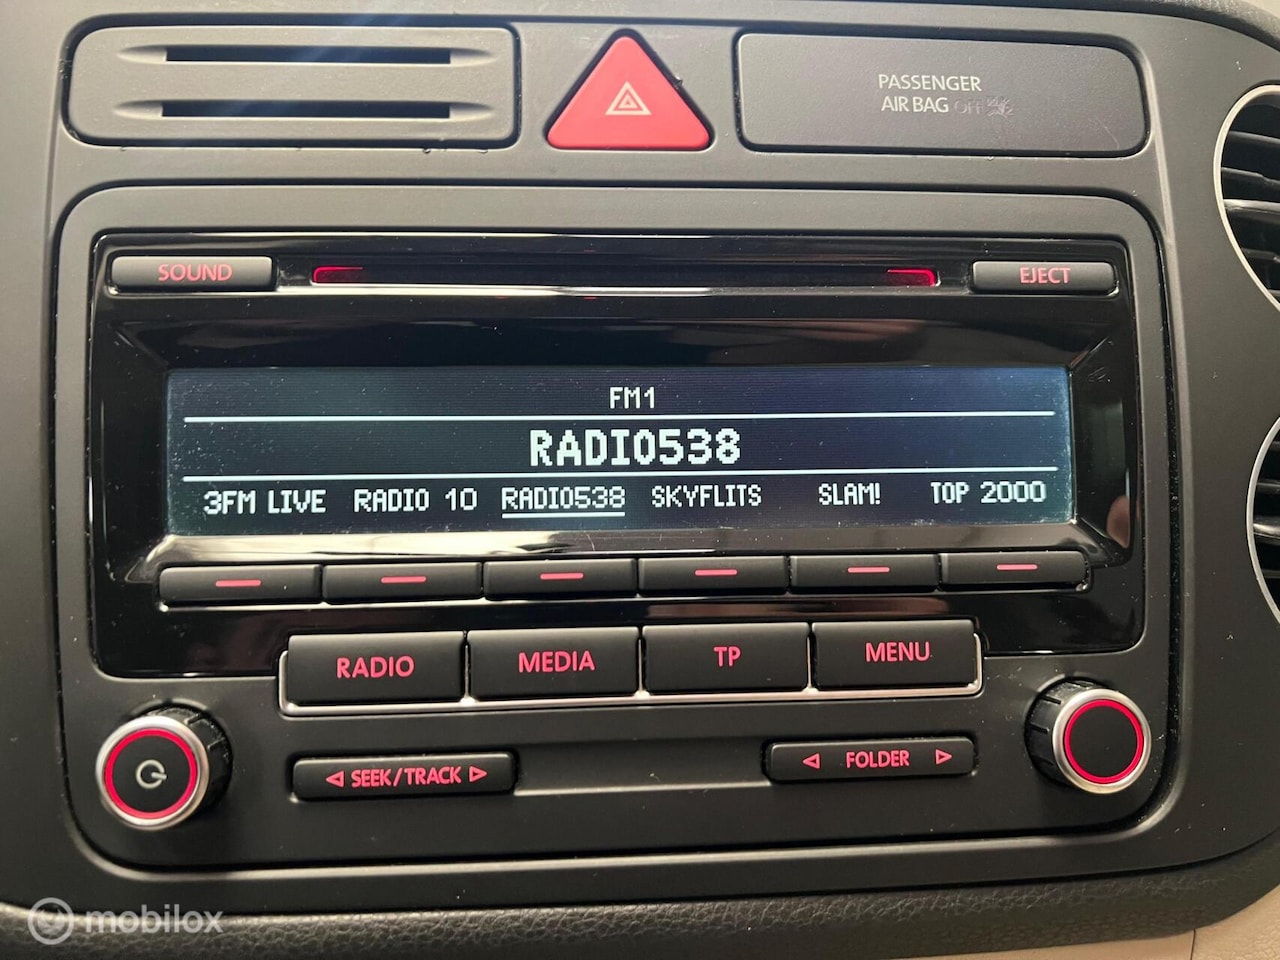 PASSENGER
AIR BAG OFF
SOUND
EJECT
FM1
RADIO538
3FM LIVE RADIO 10 RADIO538 SKYFLITS SLAM! TOP 2000
RADIO MEDIA TP MENU
SEEK/TRACK
FOLDER
mobilox